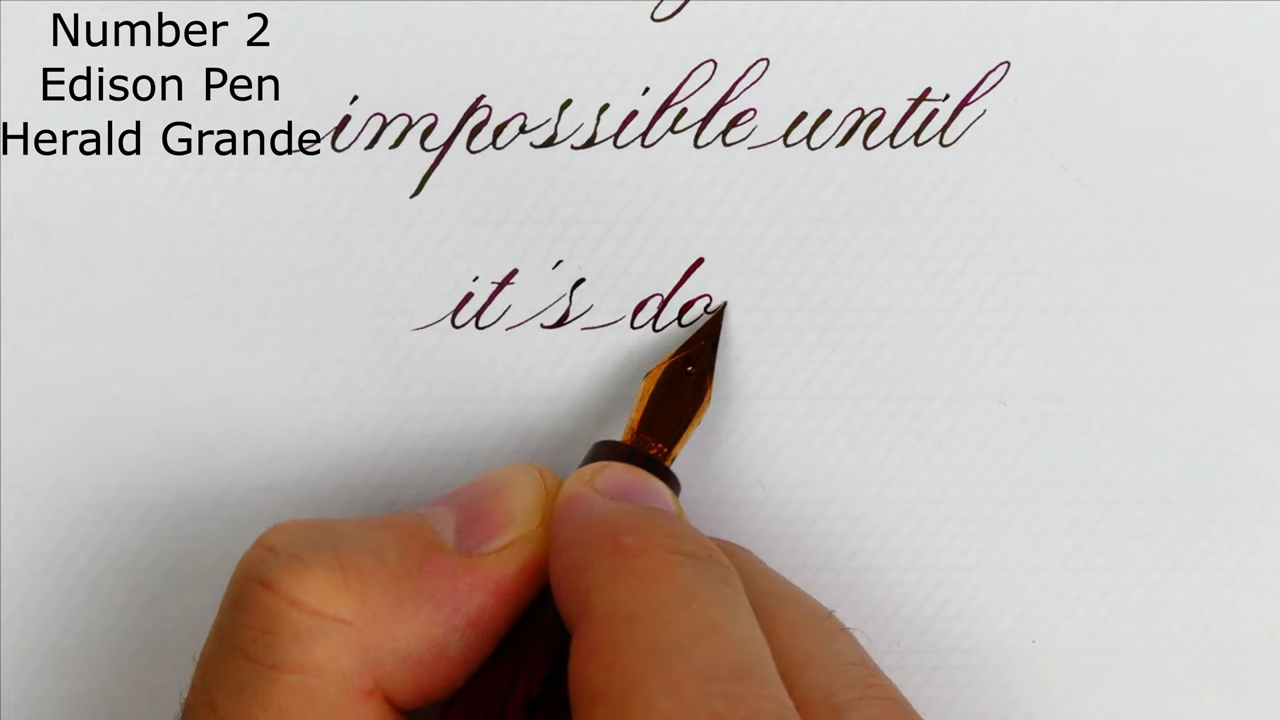 Number 2
Edison Pen
Herald Grande
impossible until
it's do